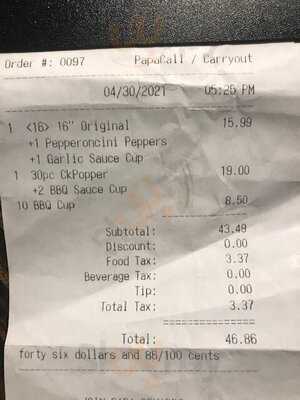 Order #: 0097 PapaCall / Carryout
04/30/2021 05:25 PM
1 <16> 16" Original 15.99
+1 Pepperoncini Peppers
+1 Garlic Sauce Cup
1 30pc CkPopper 19.00
+2 BBQ Sauce Cup
10 BBQ Cup 8.50
Subtotal: 43.49
Discount: 0.00
Food Tax: 3.37
Beverage Tax: 0.00
Tip: 0.00
Total Tax: 3.37
Total: 46.86
forty six dollars and 86/100 cents